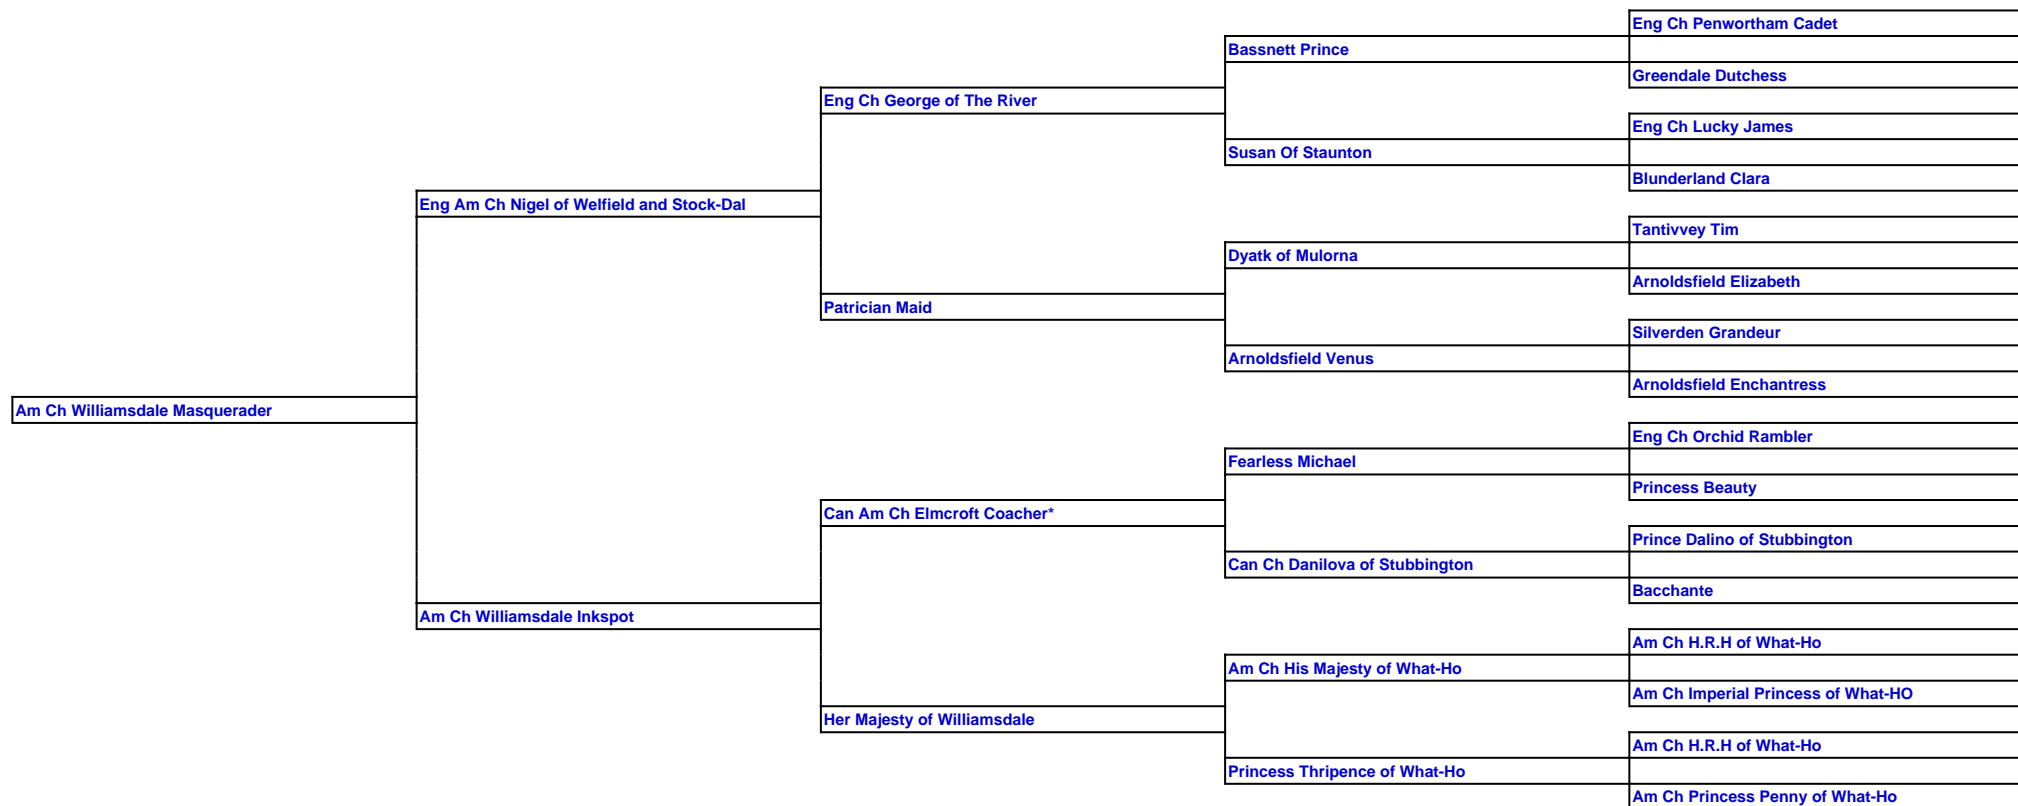 Eng Ch Penwortham Cadet
Bassnett Prince
Greendale Dutchess
Eng Ch George of The River
Eng Ch Lucky James
Susan Of Staunton
Blunderland Clara
Eng Am Ch Nigel of Welfield and Stock-Dal
Tantivvey Tim
Dyatk of Mulorna
Arnoldsfield Elizabeth
Patrician Maid
Silverden Grandeur
Arnoldsfield Venus
Arnoldsfield Enchantress
Am Ch Williamsdale Masquerader
Eng Ch Orchid Rambler
Fearless Michael
Princess Beauty
Can Am Ch Elmcroft Coacher*
Prince Dalino of Stubbington
Can Ch Danilova of Stubbington
Bacchante
Am Ch Williamsdale Inkspot
Am Ch H.R.H of What-Ho
Am Ch His Majesty of What-Ho
Am Ch Imperial Princess of What-HO
Her Majesty of Williamsdale
Am Ch H.R.H of What-Ho
Princess Thripence of What-Ho
Am Ch Princess Penny of What-Ho